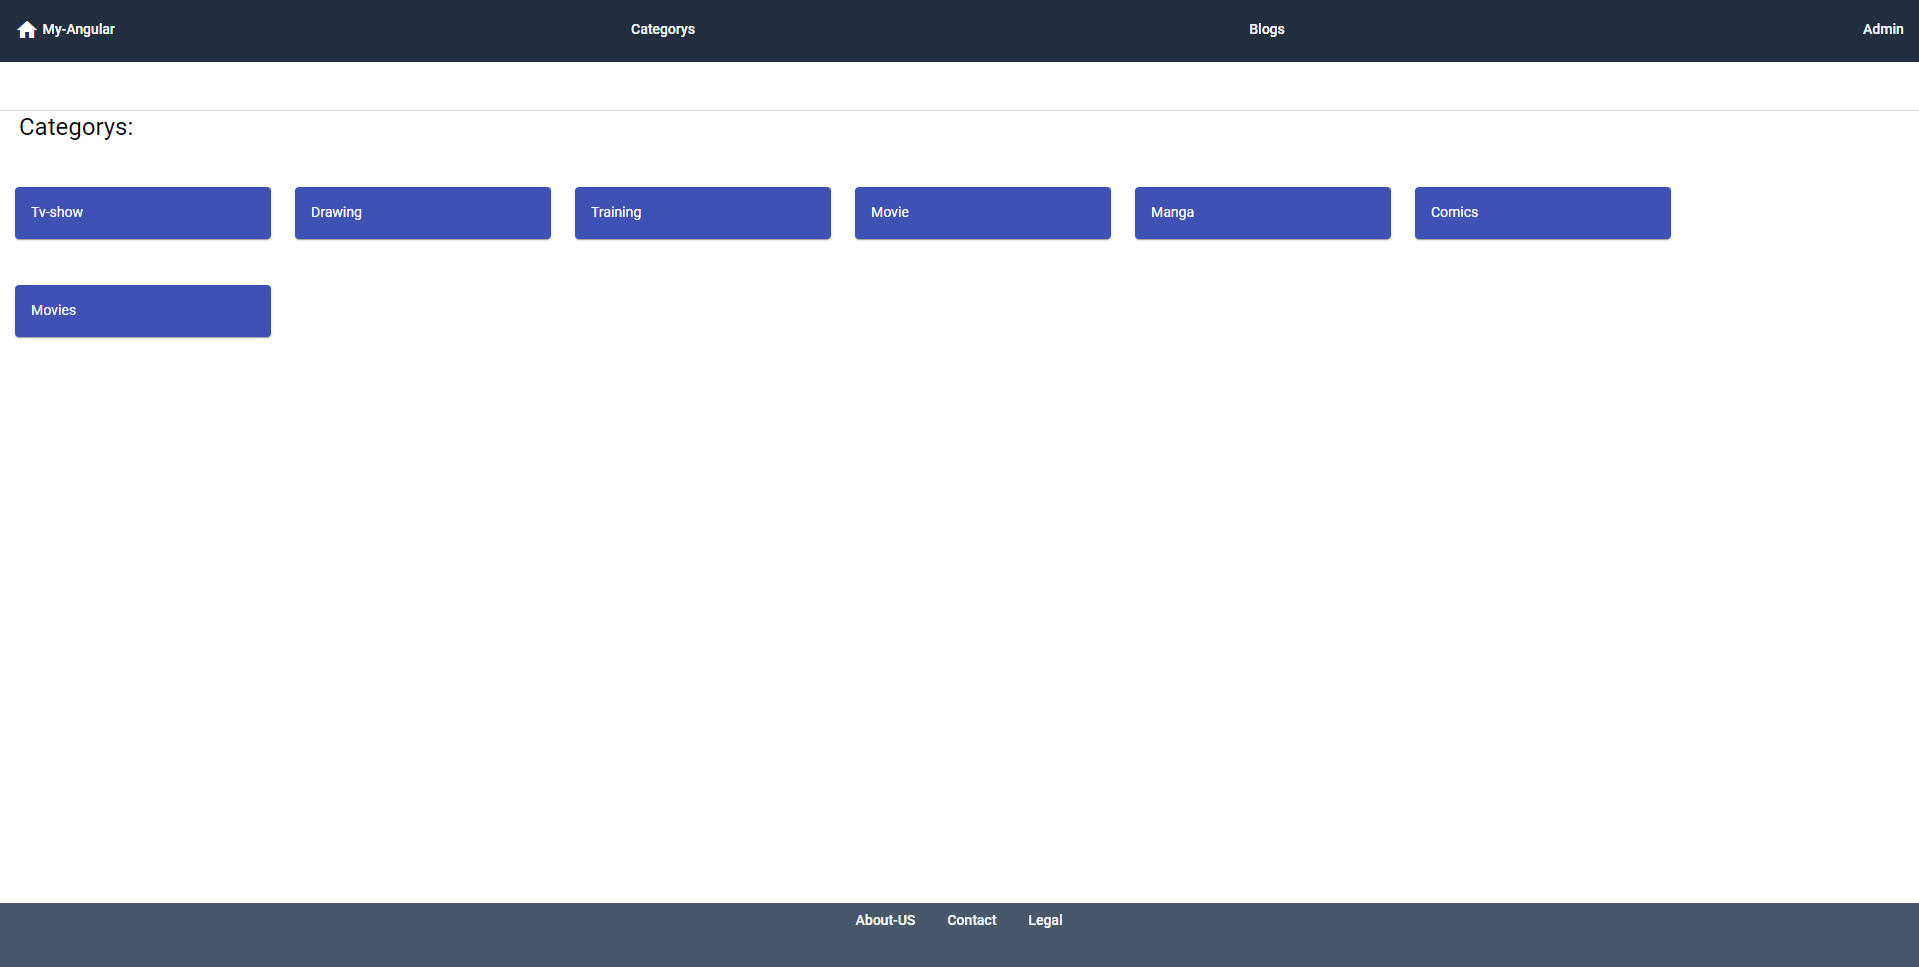 My-Angular Categorys Blogs Admin
Categorys:
Tv-show Drawing Training Movie Manga Comics
Movies
About-US Contact Legal